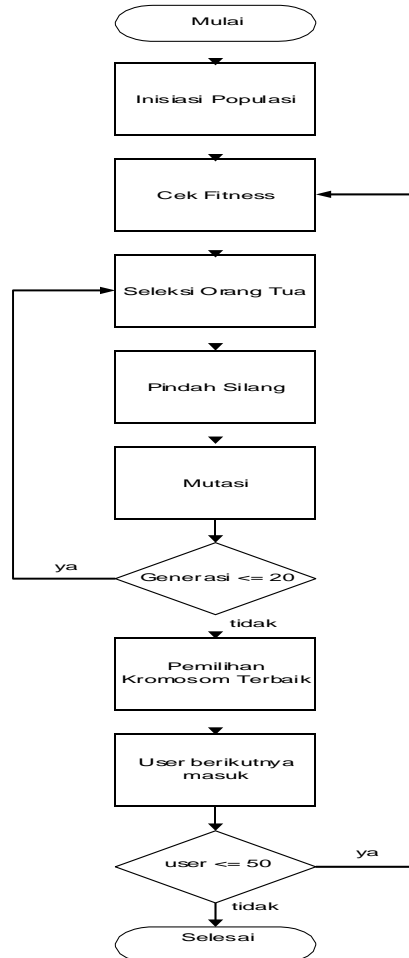 Mulai
Inisiasi Populasi
Cek Fitness
Seleksi Orang Tua
Pindah Silang
Mutasi
ya
Generasi <= 20
tidak
Pemilihan
Kromosom Terbaik
User berikutnya
masuk
user <= 50
ya
tidak
Selesai